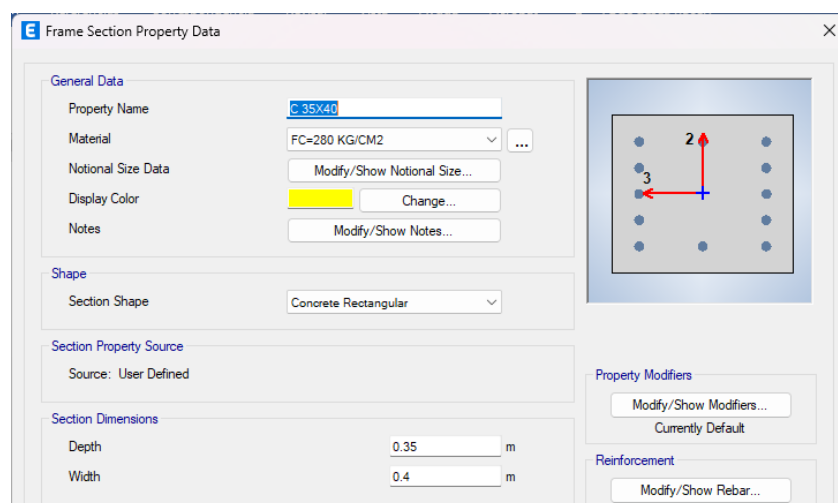 E Frame Section Property Data
General Data
Property Name C 35X40
Material FC=280 KG/CM2 ...
Notional Size Data Modify/Show Notional Size...
Display Color Change...
Notes Modify/Show Notes...
2
3
Shape
Section Shape Concrete Rectangular
Section Property Source
Source: User Defined
Property Modifiers
Modify/Show Modifiers...
Currently Default
Section Dimensions
Depth 0.35 m
Width 0.4 m
Reinforcement
Modify/Show Rebar...